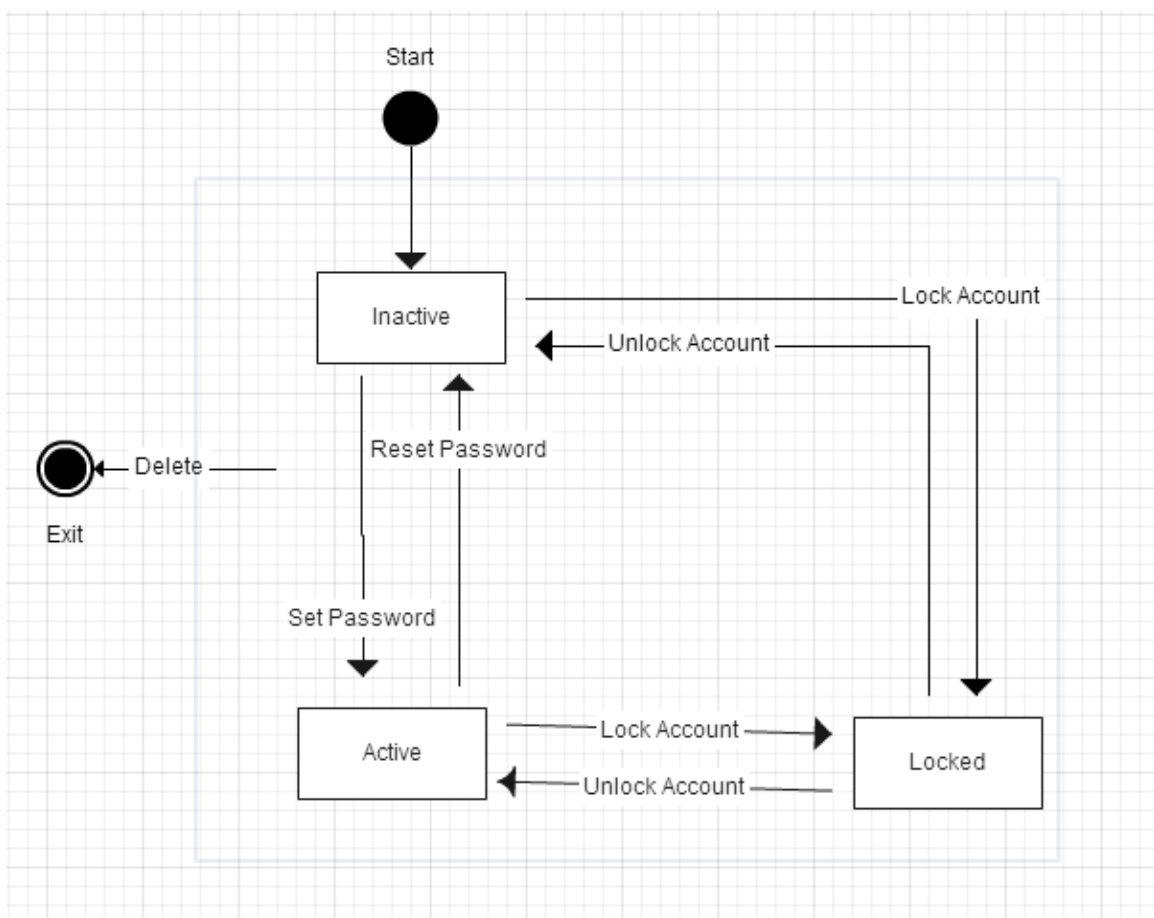 Start
Inactive
Lock Account
Unlock Account
Reset Password
Delete
Exit
Set Password
Lock Account
Active
Locked
Unlock Account